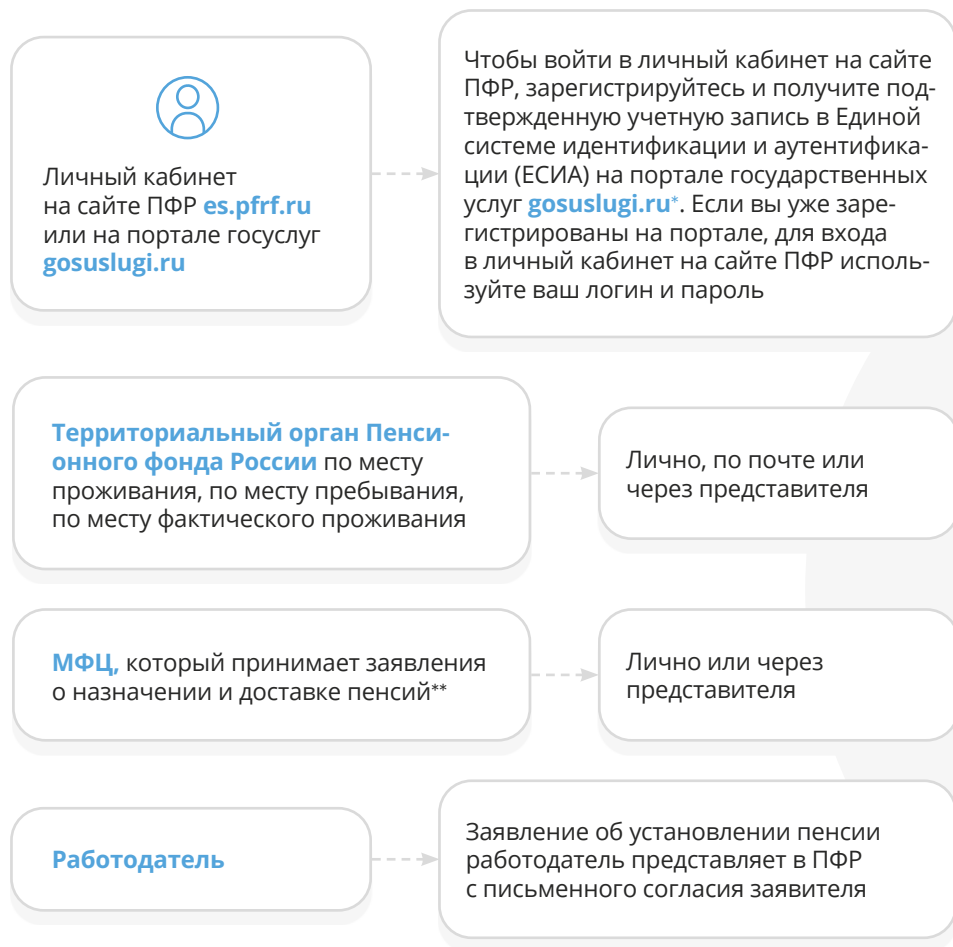 Личный кабинет
на сайте ПФР es.pfrf.ru
или на портале госуслуг
gosuslugi.ru
Чтобы войти в личный кабинет на сайте
ПФР, зарегистрируйтесь и получите под-
твержденную учетную запись в Единой
системе идентификации и аутентифика-
ции (ЕСИА) на портале государственных
услуг gosuslugi.ru*. Если вы уже заре-
гистрированы на портале, для входа
в личный кабинет на сайте ПФР исполь-
зуйте ваш логин и пароль
Территориальный орган Пенси-
онного фонда России по месту
проживания, по месту пребывания,
по месту фактического проживания
Лично, по почте или
через представителя
МФЦ, который принимает заявления
о назначении и доставке пенсий**
Лично или через
представителя
Работодатель
Заявление об установлении пенсии
работодатель представляет в ПФР
с письменного согласия заявителя